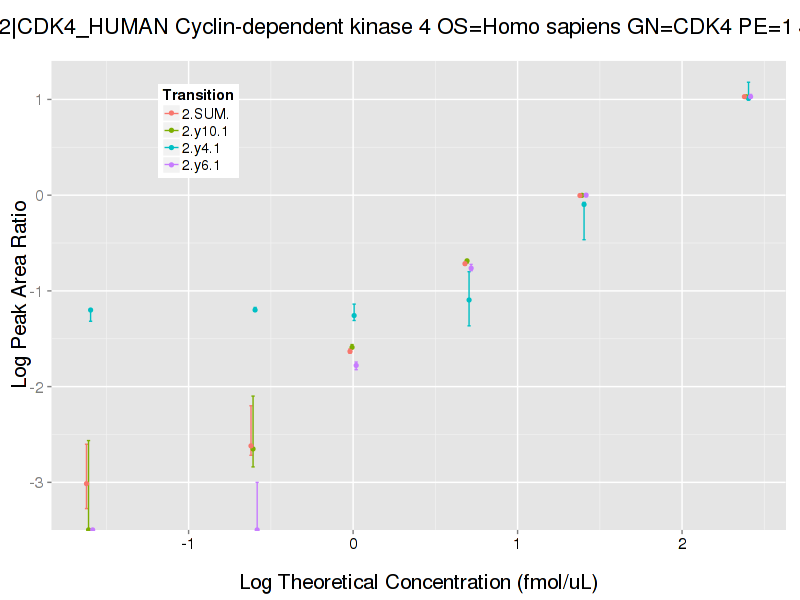 2|CDK4_HUMAN Cyclin-dependent kinase 4 OS=Homo sapiens GN=CDK4 PE=1
Transition
2.SUM.
2.y10.1
2.y4.1
2.y6.1
Log Peak Area Ratio
1
0
-1
-2
-3
-1
0
1
2
Log Theoretical Concentration (fmol/uL)